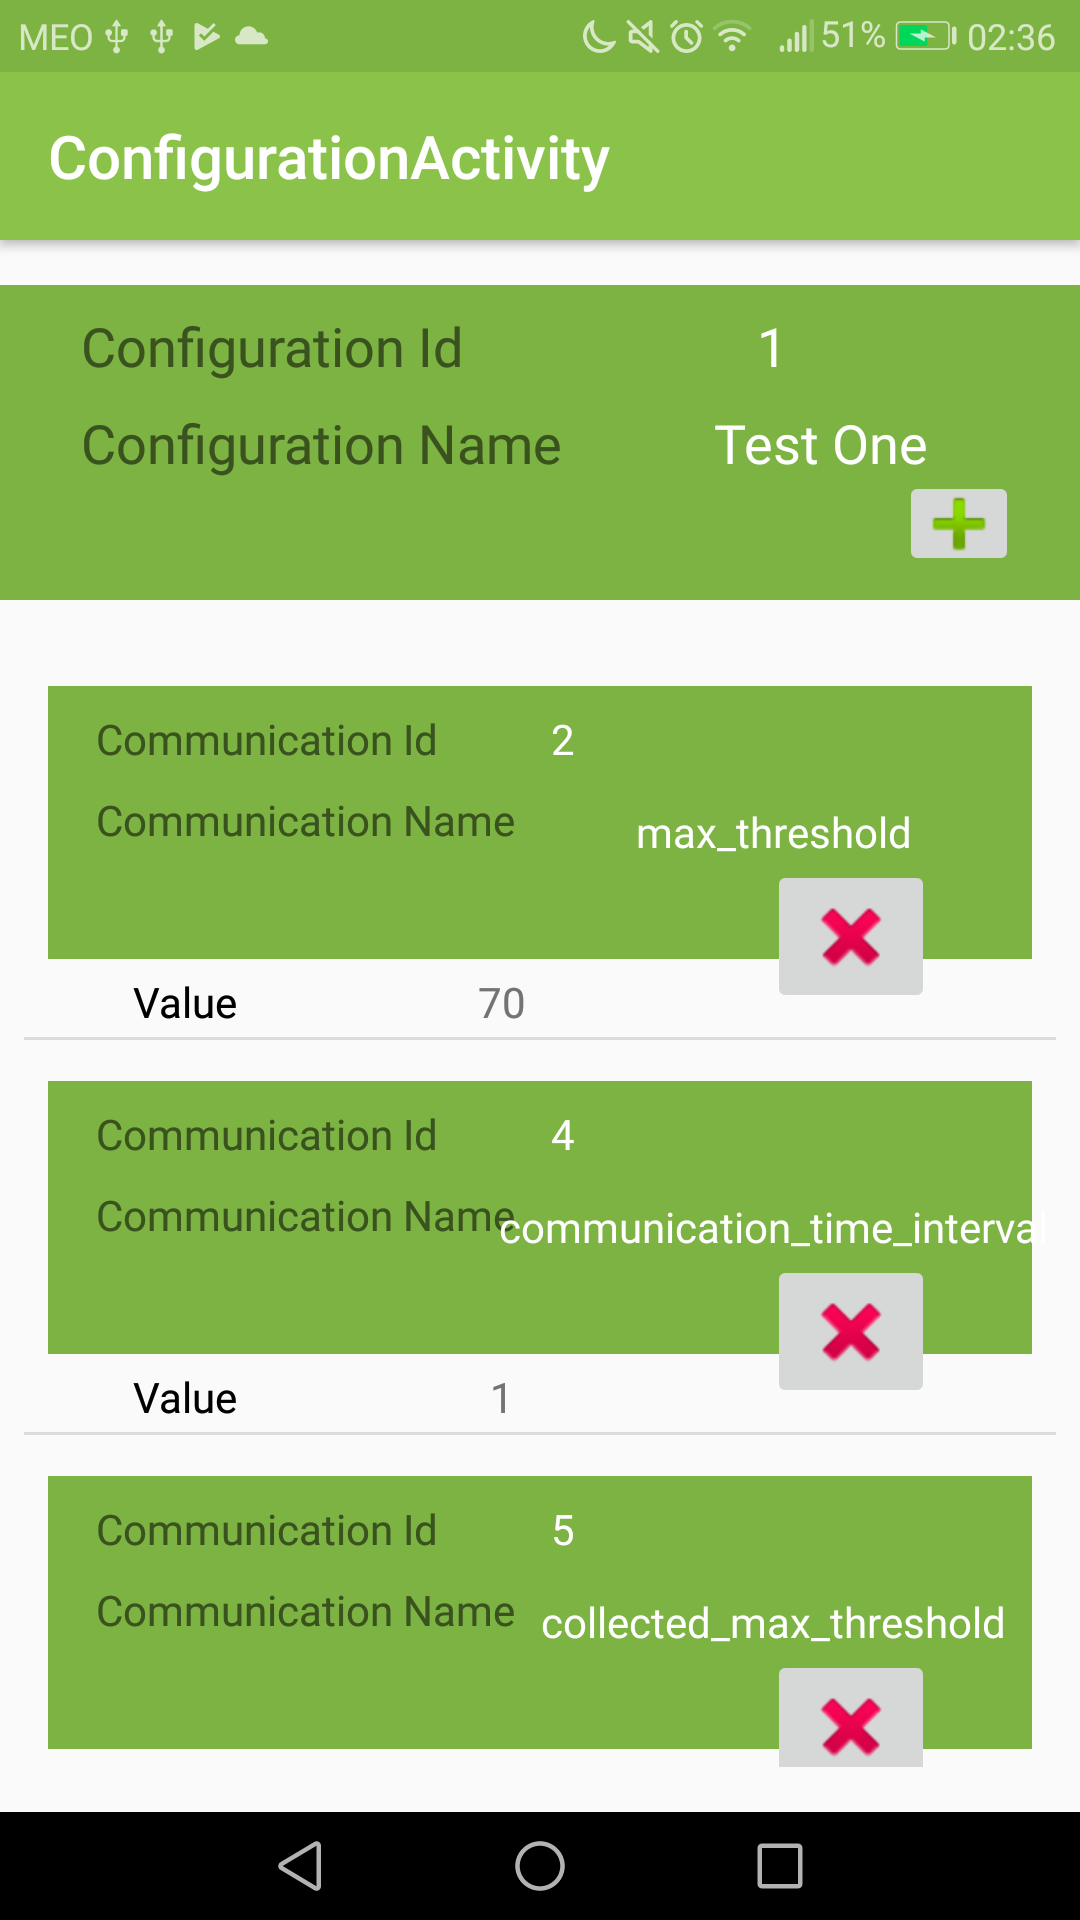 MEO 51% 02:36
ConfigurationActivity
Configuration Id 1
Configuration Name Test One
Communication Id 2
Communication Name max_threshold
Value 70
Communication Id 4
Communication Name communication_time_interval
Value 1
Communication Id 5
Communication Name collected_max_threshold